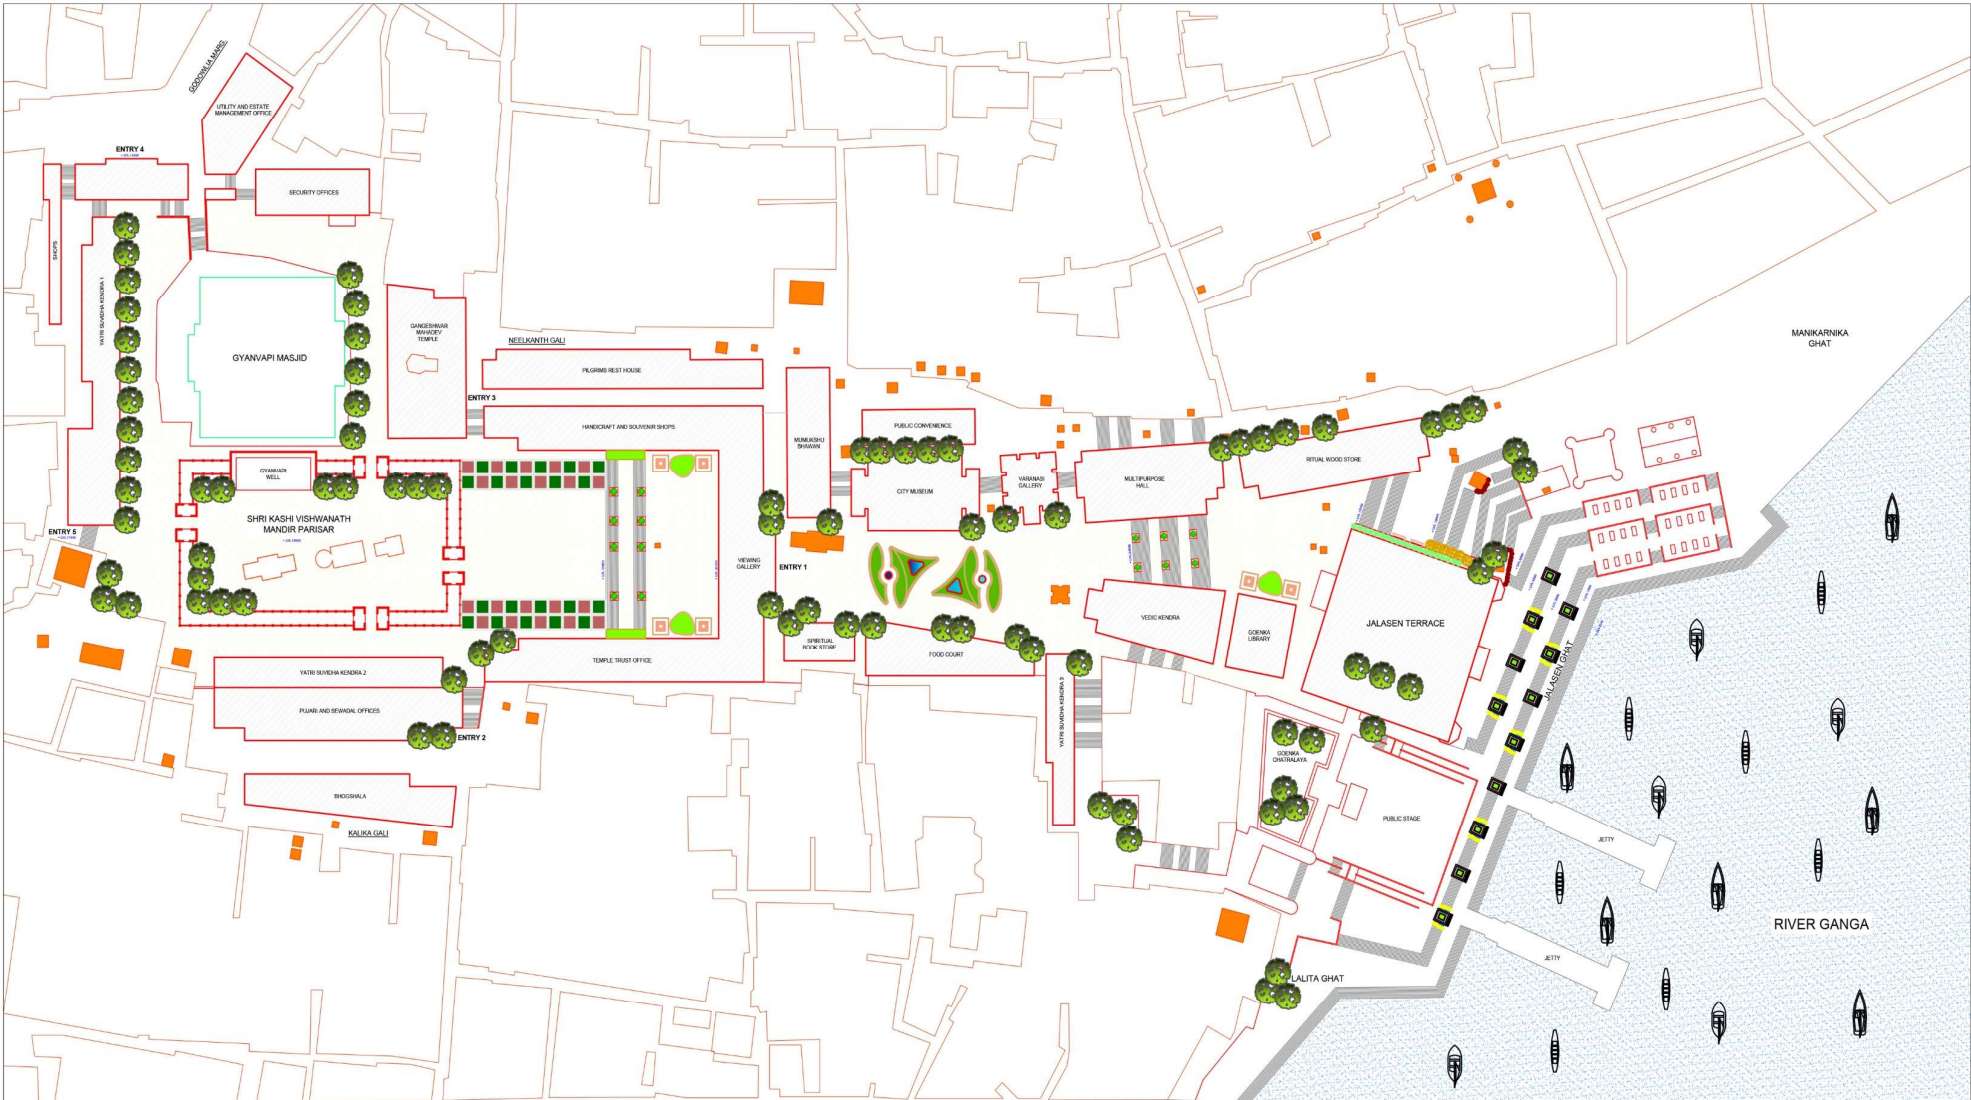 GODOWLIA MARG.
UTILITY AND ESTATE
MANAGEMENT OFFICE
ENTRY 4
SECURITY OFFICES
SHOPS
YATRI SUVIDHA KENDRA 1
GYANVAPI MASJID
GANGESHWAR
MAHADEV
TEMPLE
NEELKANTH GALI
PILGRIMS REST HOUSE
ENTRY 3
HANDICRAFT AND SOUVENIR SHOPS
MUMUKSHU
BHAWAN
PUBLIC CONVENIENCE
CITY MUSEUM
VARANASI
GALLERY
MULTIPURPOSE
HALL
RITUAL WOOD STORE
MANIKARNIKA
GHAT
GYANVAPI
WELL
SHRI KASHI VISHWANATH
MANDIR PARISAR
ENTRY 5
VIEWING
GALLERY
ENTRY 1
VEDIC KENDRA
GOENKA
LIBRARY
JALASEN TERRACE
JALASEN GHAT
SPIRITUAL
BOOK STORE
FOOD COURT
TEMPLE TRUST OFFICE
YATRI SUVIDHA KENDRA 2
PUJARI AND SEWADAL OFFICES
ENTRY 2
YATRI SUVIDHA KENDRA 3
GOENKA
CHATRALAYA
BHOGSHALA
KALIKA GALI
PUBLIC STAGE
JETTY
RIVER GANGA
JETTY
LALITA GHAT